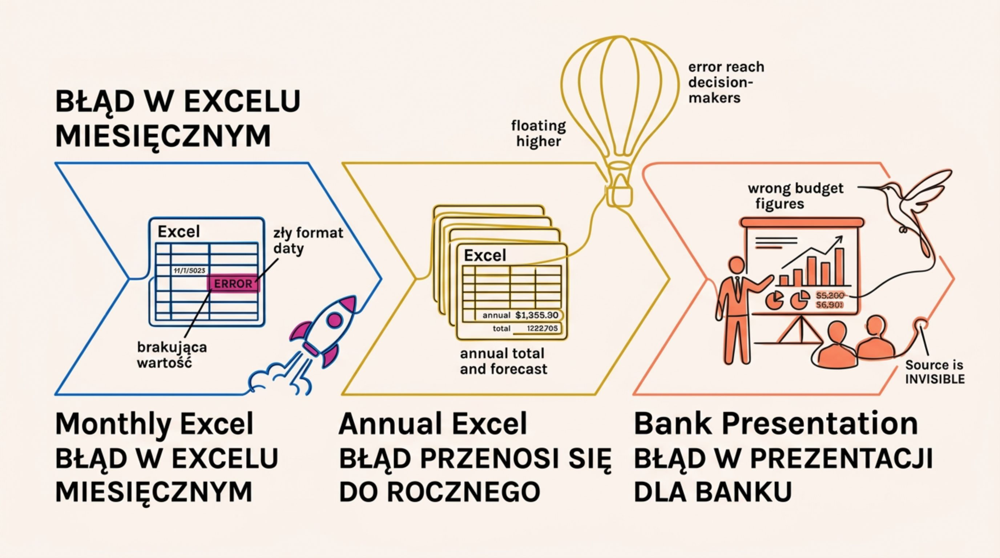 BŁĄD W EXCELU
MIESIĘCZNYM
Excel
11/1/5023
ERROR
zły format
daty
brakująca
wartość
Monthly Excel
BŁĄD W EXCELU
MIESIĘCZNYM
floating
higher
error reach
decision-
makers
Excel
annual $1,355.30
total 1222705
annual total
and forecast
Annual Excel
BŁĄD PRZENOSI SIĘ
DO ROCZNEGO
wrong budget
figures
$5,200
Source is
INVISIBLE
Bank Presentation
BŁĄD W PREZENTACJI
DLA BANKU